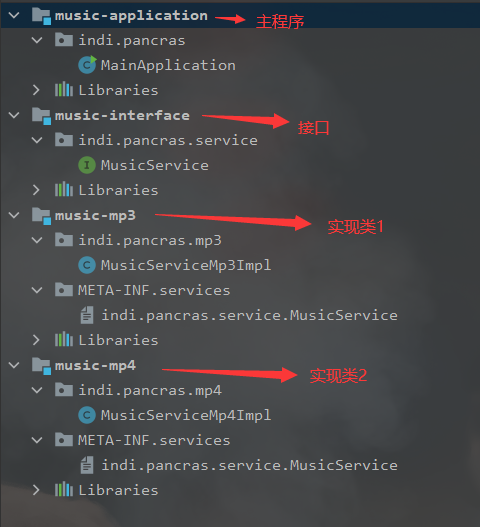 music-application 主程序
indi.pancras
MainApplication
Libraries
music-interface 接口
indi.pancras.service
MusicService
Libraries
music-mp3 实现类1
indi.pancras.mp3
MusicServiceMp3Impl
META-INF.services
indi.pancras.service.MusicService
Libraries
music-mp4 实现类2
indi.pancras.mp4
MusicServiceMp4Impl
META-INF.services
indi.pancras.service.MusicService
Libraries